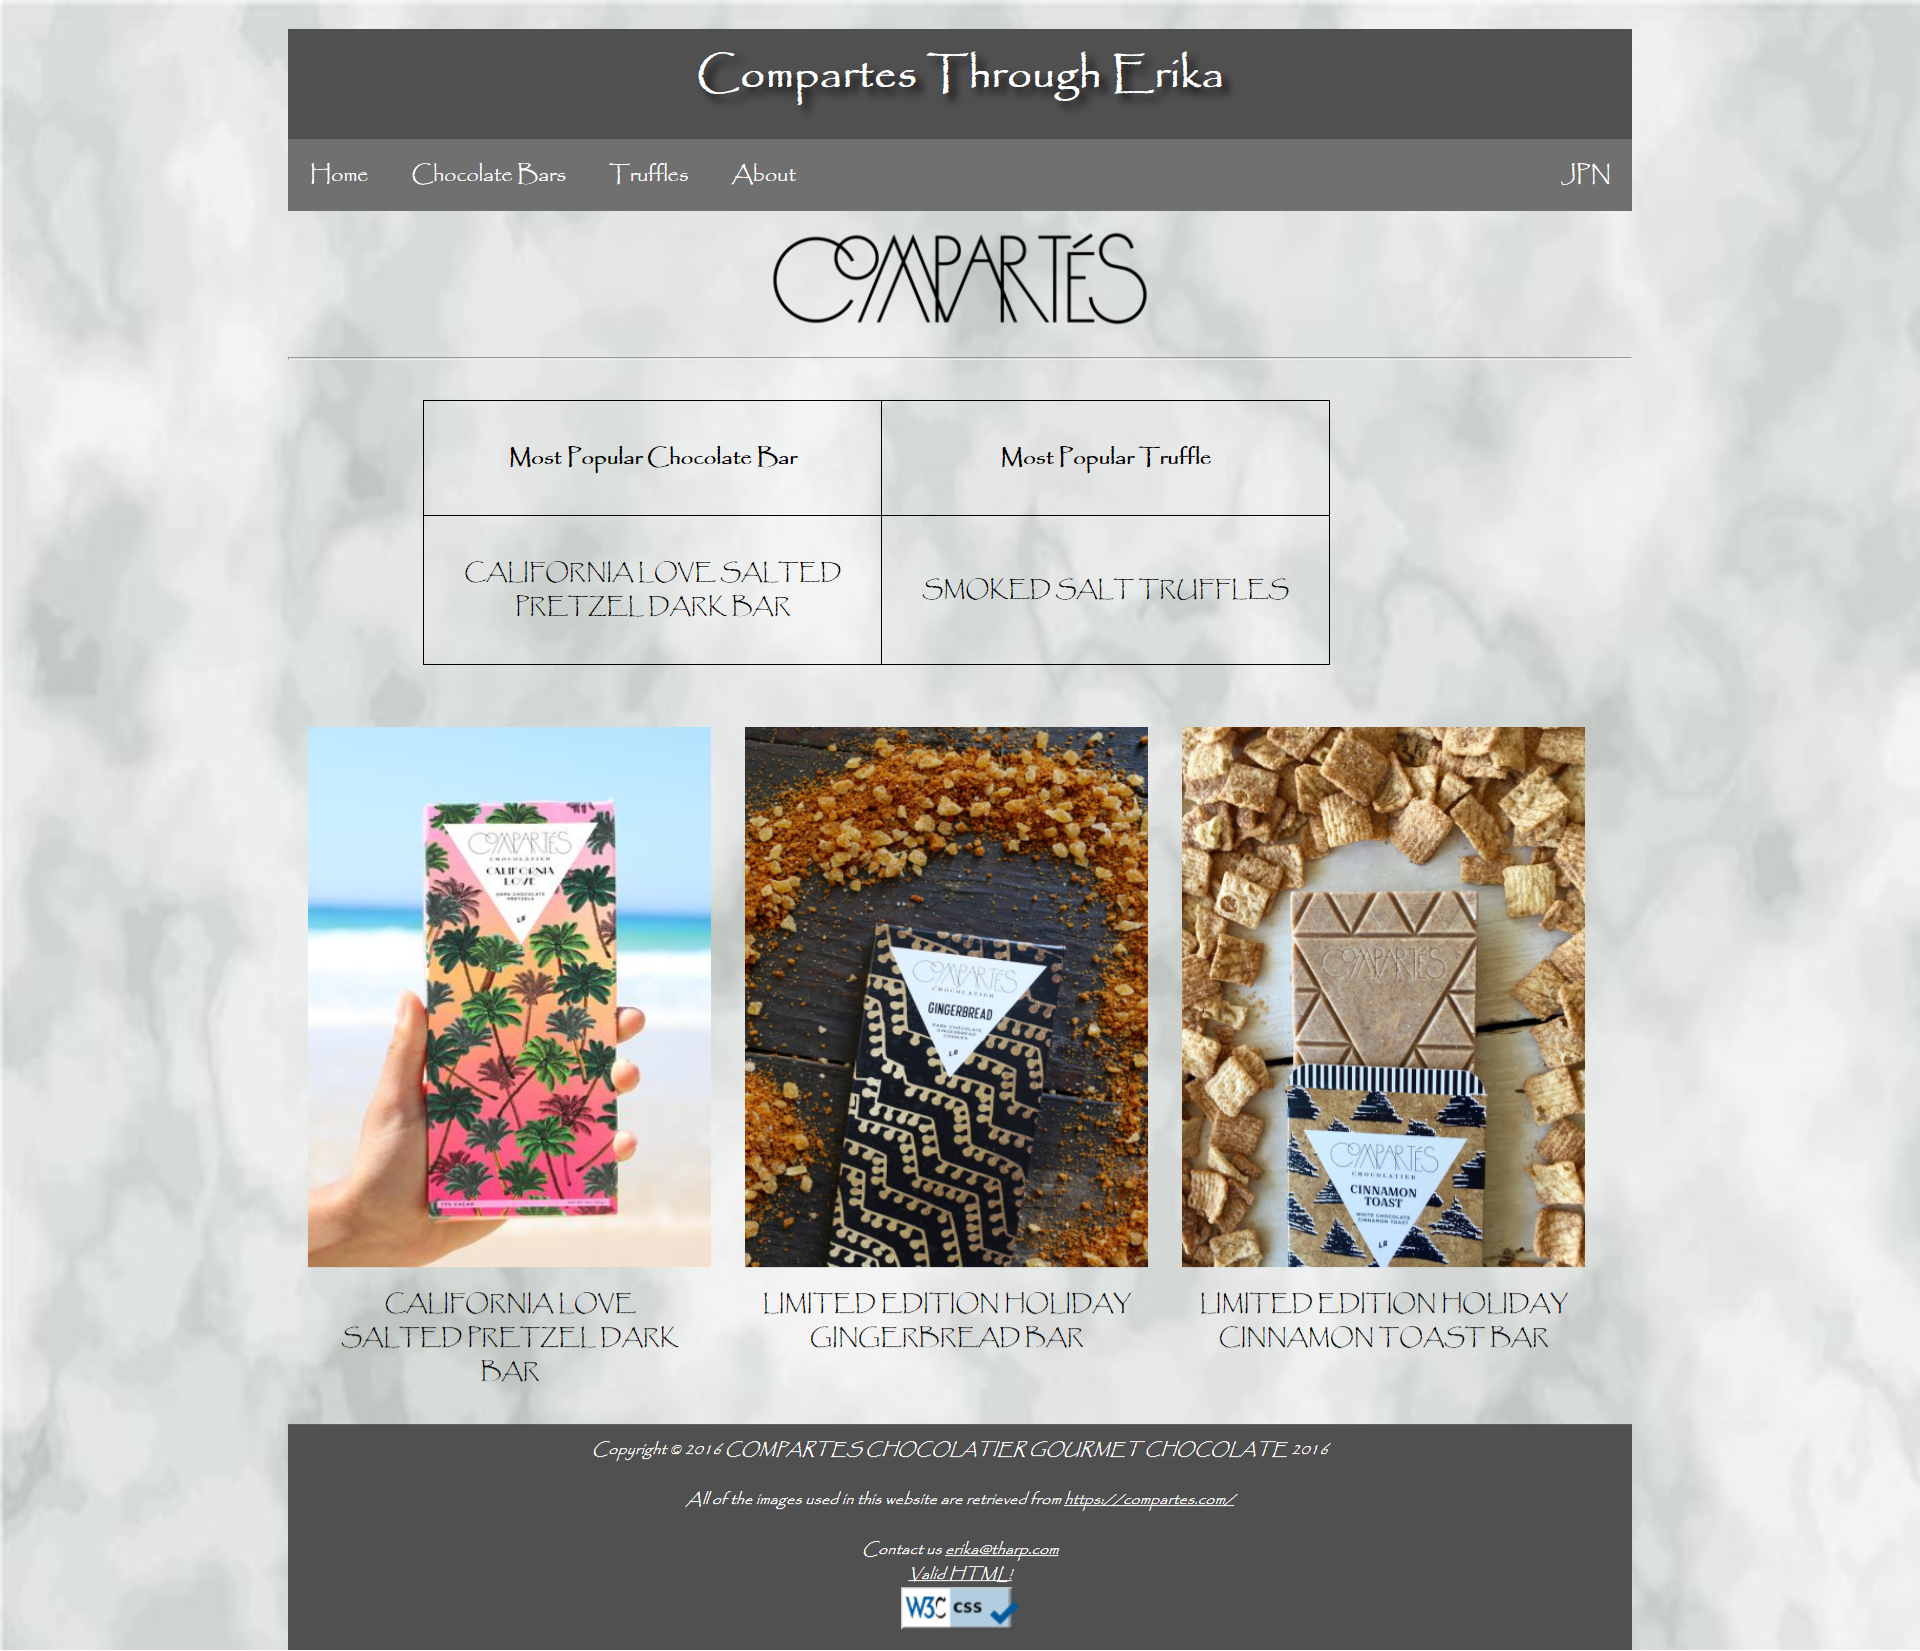 Compartes Through Erika
Home Chocolate Bars Truffles About JPN
COMPARTÉS
Most Popular Chocolate Bar Most Popular Truffle
CALIFORNIA LOVE SALTED
PRETZEL DARK BAR
SMOKED SALT TRUFFLES
COMPARTÉS
CHOCOLATIER
CALIFORNIA
LOVE
DARK CHOCOLATE
PRETZELS
LA
75% CACAO
COMPARTÉS
CHOCOLATIER
GINGERBREAD
DARK CHOCOLATE
GINGERBREAD
COOKIES
LA
COMPARTÉS
COMPARTÉS
CHOCOLATIER
CINNAMON
TOAST
WHITE CHOCOLATE
CINNAMON TOAST
LA
CALIFORNIA LOVE
SALTED PRETZEL DARK
BAR
LIMITED EDITION HOLIDAY
GINGERBREAD BAR
LIMITED EDITION HOLIDAY
CINNAMON TOAST BAR
Copyright © 2016 COMPARTES CHOCOLATIER GOURMET CHOCOLATE 2016
All of the images used in this website are retrieved from https://compartes.com/
Contact us erika@tharp.com
Valid HTML!
W3C css